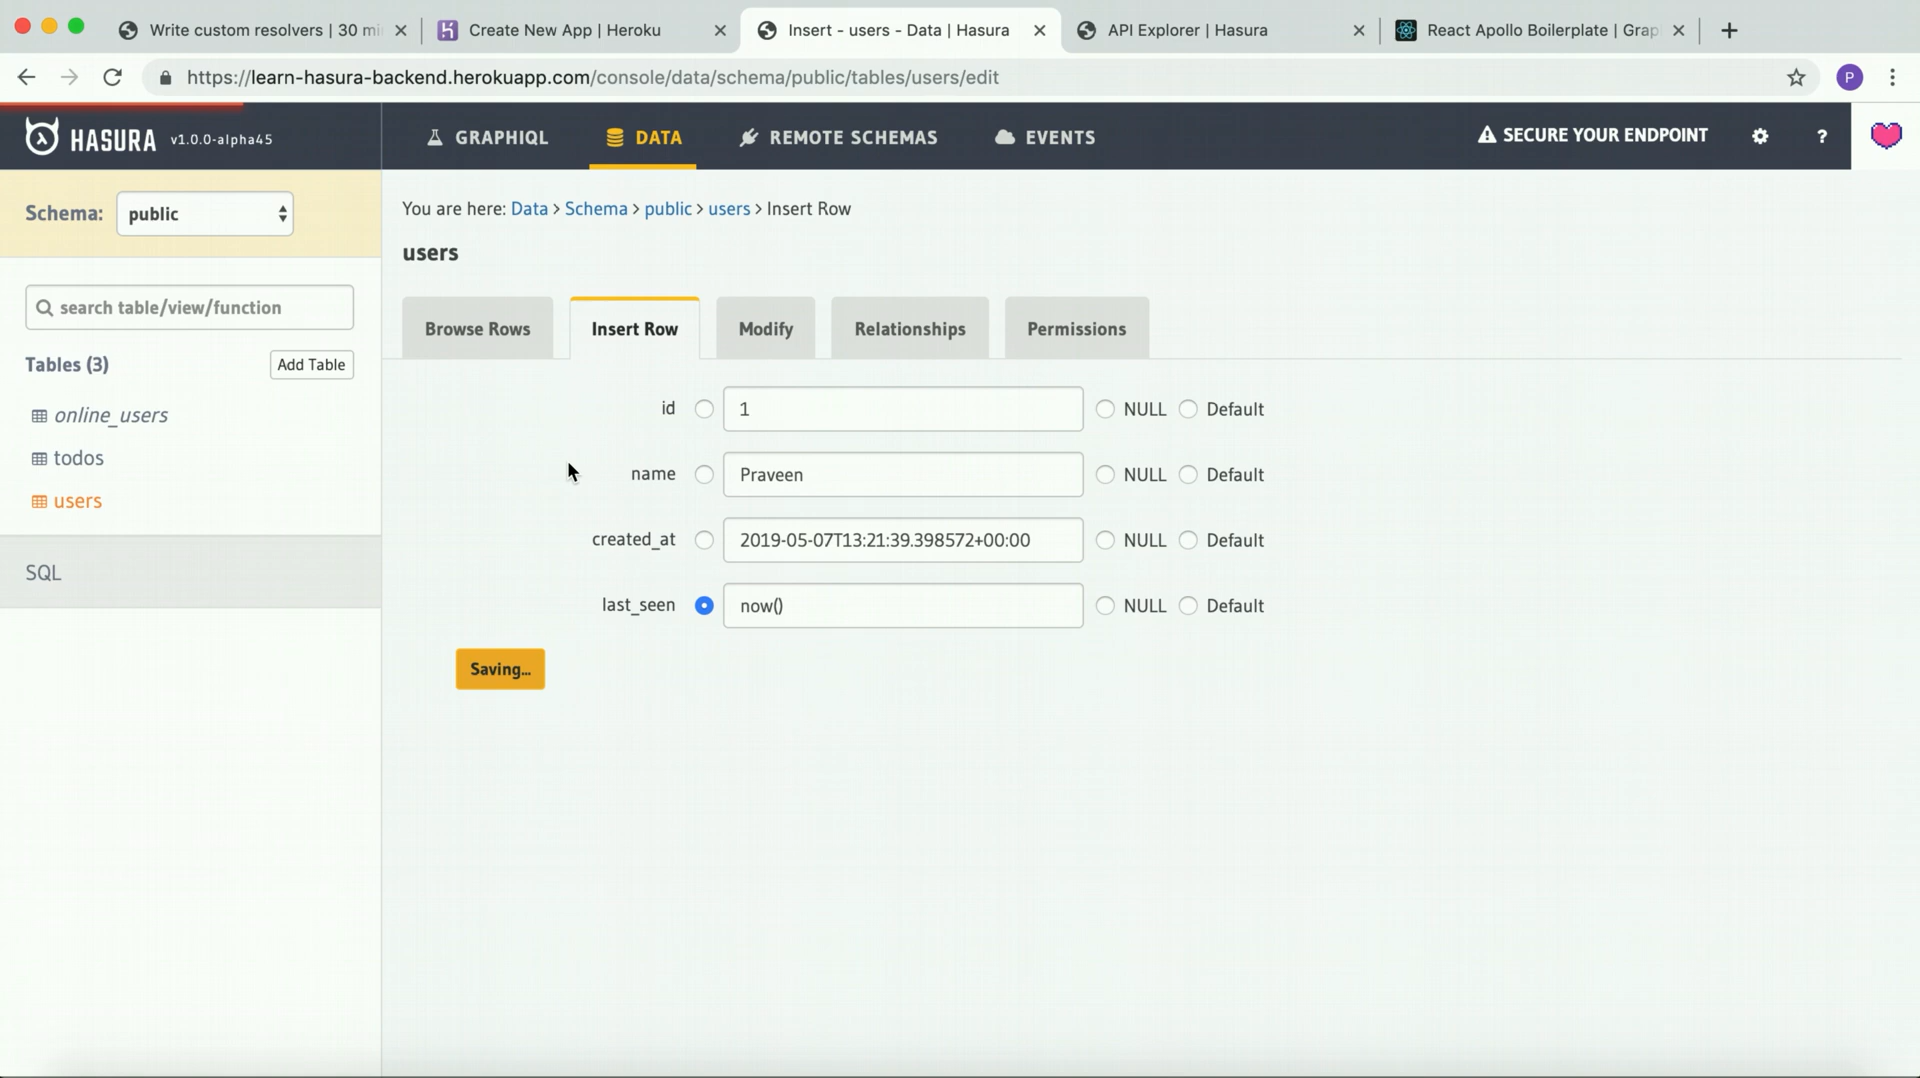 Write custom resolvers | 30 mi
Create New App | Heroku
Insert - users - Data | Hasura
API Explorer | Hasura
React Apollo Boilerplate | Grap
https://learn-hasura-backend.herokuapp.com/console/data/schema/public/tables/users/edit
P
HASURA v1.0.0-alpha45
GRAPHIQL
DATA
REMOTE SCHEMAS
EVENTS
SECURE YOUR ENDPOINT
?
Schema: public
You are here: Data > Schema > public > users > Insert Row
users
search table/view/function
Browse Rows
Insert Row
Modify
Relationships
Permissions
Tables (3)
Add Table
online_users
todos
users
SQL
id 1 NULL Default
name Praveen NULL Default
created_at 2019-05-07T13:21:39.398572+00:00 NULL Default
last_seen now() NULL Default
Saving...